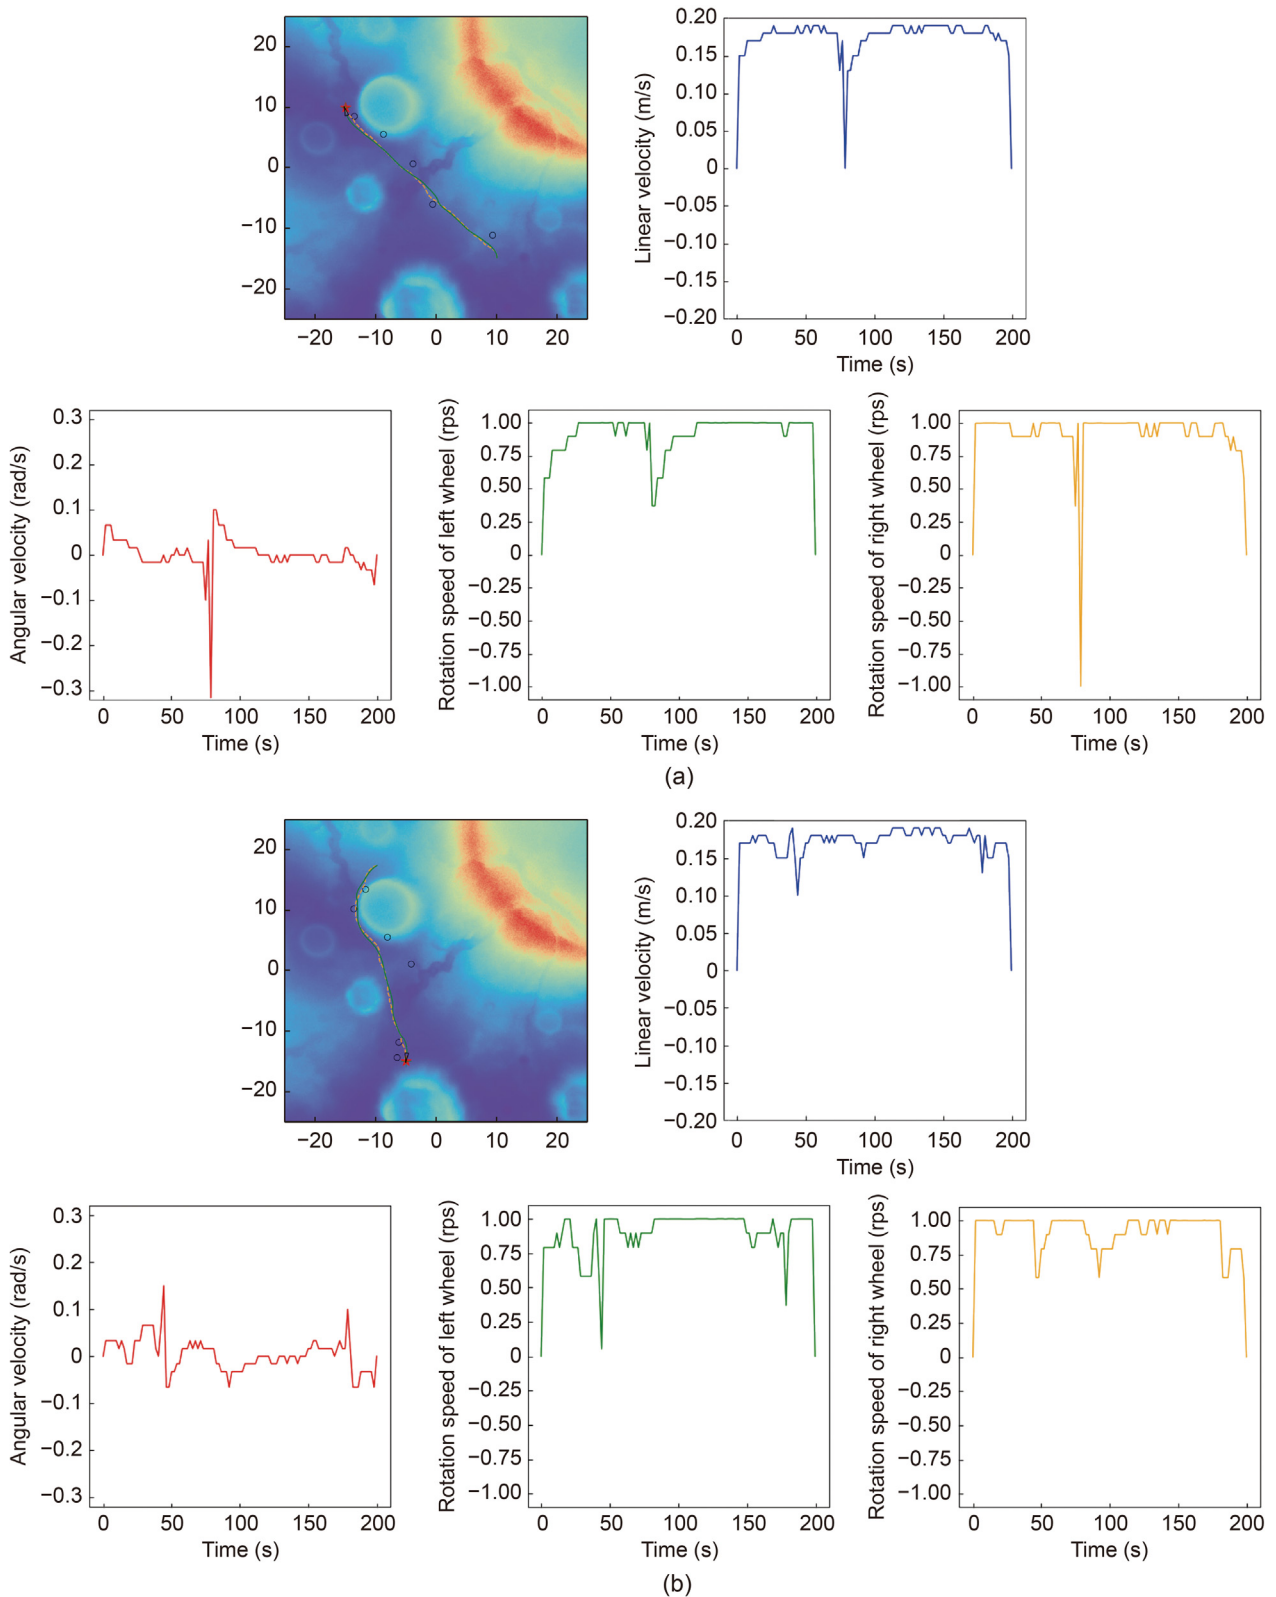 20
10
0
−10
−20
−20 −10 0 10 20
Linear velocity (m/s)
0.20
0.15
0.10
0.05
0
−0.05
−0.10
−0.15
−0.20
0 50 100 150 200
Time (s)
Angular velocity (rad/s)
0.3
0.2
0.1
0
−0.1
−0.2
−0.3
0 50 100 150 200
Time (s)
Rotation speed of left wheel (rps)
1.00
0.75
0.50
0.25
0
−0.25
−0.50
−0.75
−1.00
0 50 100 150 200
Time (s)
Rotation speed of right wheel (rps)
1.00
0.75
0.50
0.25
0
−0.25
−0.50
−0.75
−1.00
0 50 100 150 200
Time (s)
(a)
20
10
0
−10
−20
−20 −10 0 10 20
Linear velocity (m/s)
0.20
0.15
0.10
0.05
0
−0.05
−0.10
−0.15
−0.20
0 50 100 150 200
Time (s)
Angular velocity (rad/s)
0.3
0.2
0.1
0
−0.1
−0.2
−0.3
0 50 100 150 200
Time (s)
Rotation speed of left wheel (rps)
1.00
0.75
0.50
0.25
0
−0.25
−0.50
−0.75
−1.00
0 50 100 150 200
Time (s)
Rotation speed of right wheel (rps)
1.00
0.75
0.50
0.25
0
−0.25
−0.50
−0.75
−1.00
0 50 100 150 200
Time (s)
(b)